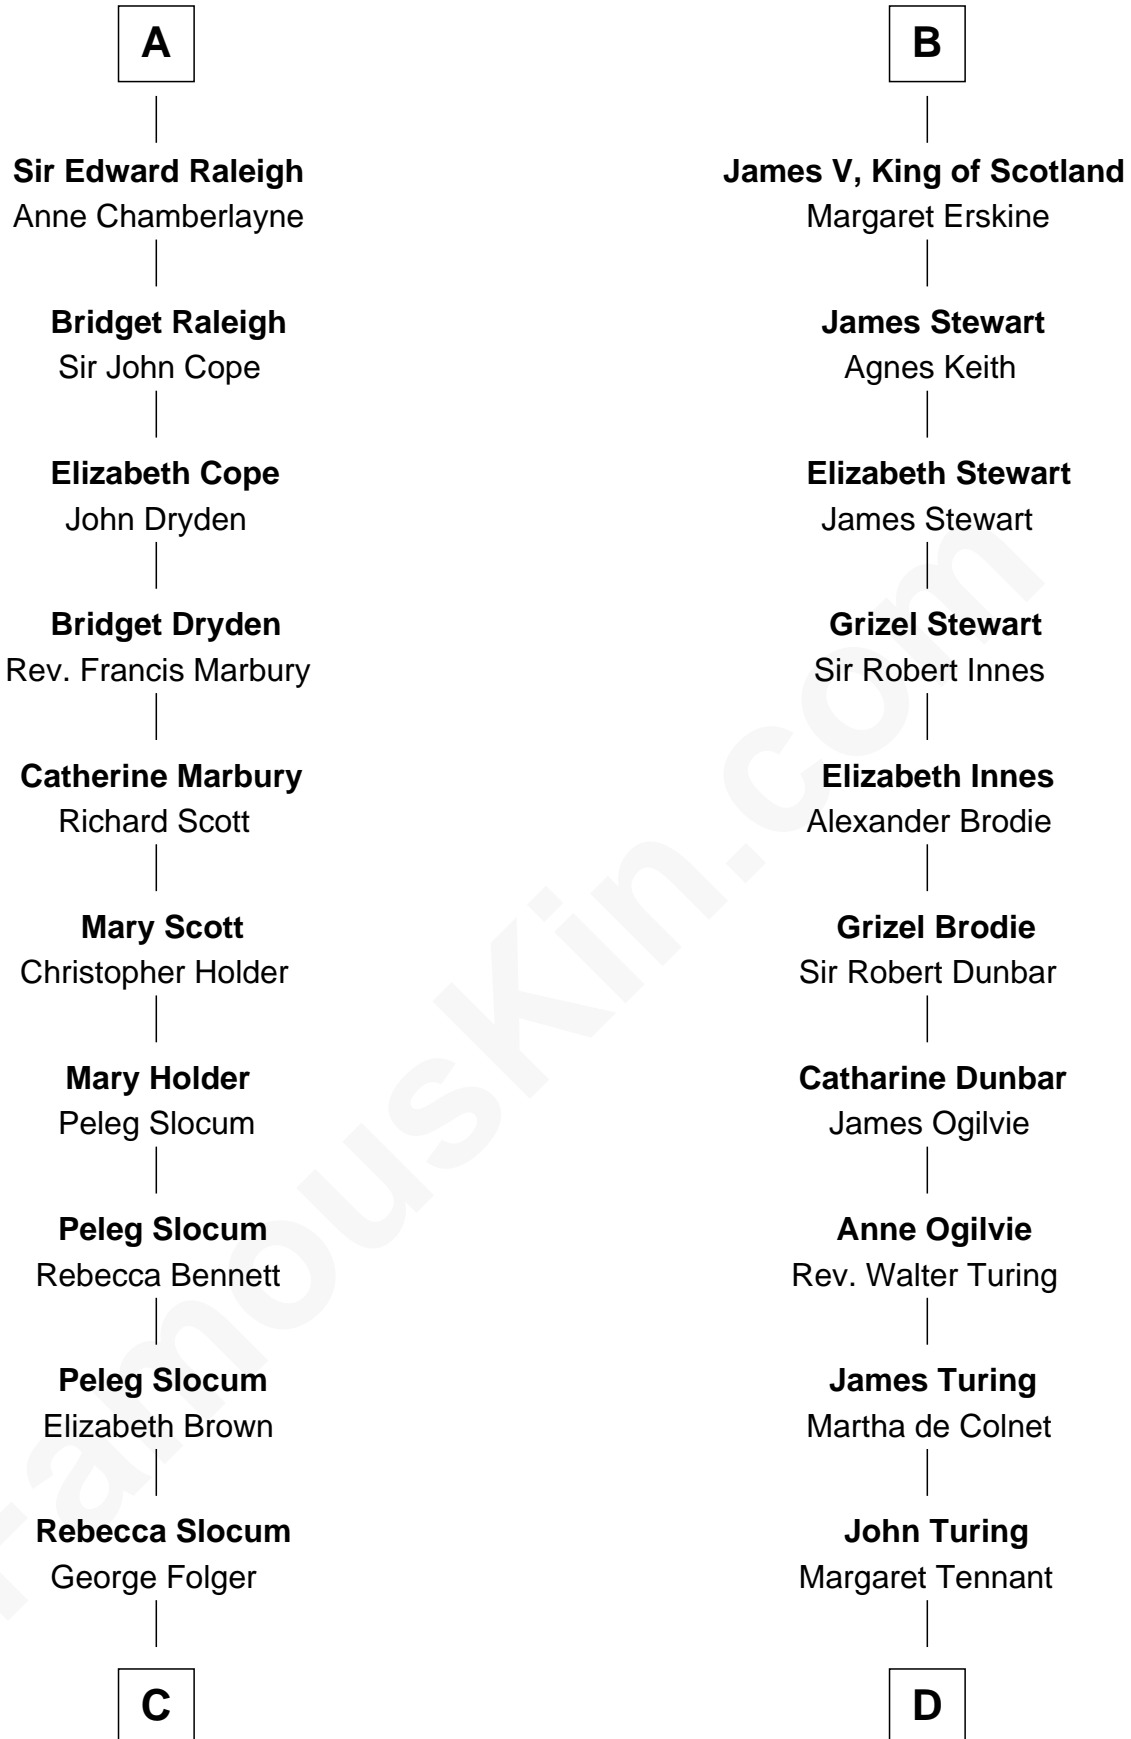 A
Sir Edward Raleigh
Anne Chamberlayne
Bridget Raleigh
Sir John Cope
Elizabeth Cope
John Dryden
Bridget Dryden
Rev. Francis Marbury
Catherine Marbury
Richard Scott
Mary Scott
Christopher Holder
Mary Holder
Peleg Slocum
Peleg Slocum
Rebecca Bennett
Peleg Slocum
Elizabeth Brown
Rebecca Slocum
George Folger
C
B
James V, King of Scotland
Margaret Erskine
James Stewart
Agnes Keith
Elizabeth Stewart
James Stewart
Grizel Stewart
Sir Robert Innes
Elizabeth Innes
Alexander Brodie
Grizel Brodie
Sir Robert Dunbar
Catharine Dunbar
James Ogilvie
Anne Ogilvie
Rev. Walter Turing
James Turing
Martha de Colnet
John Turing
Margaret Tennant
D
FamousKin.com